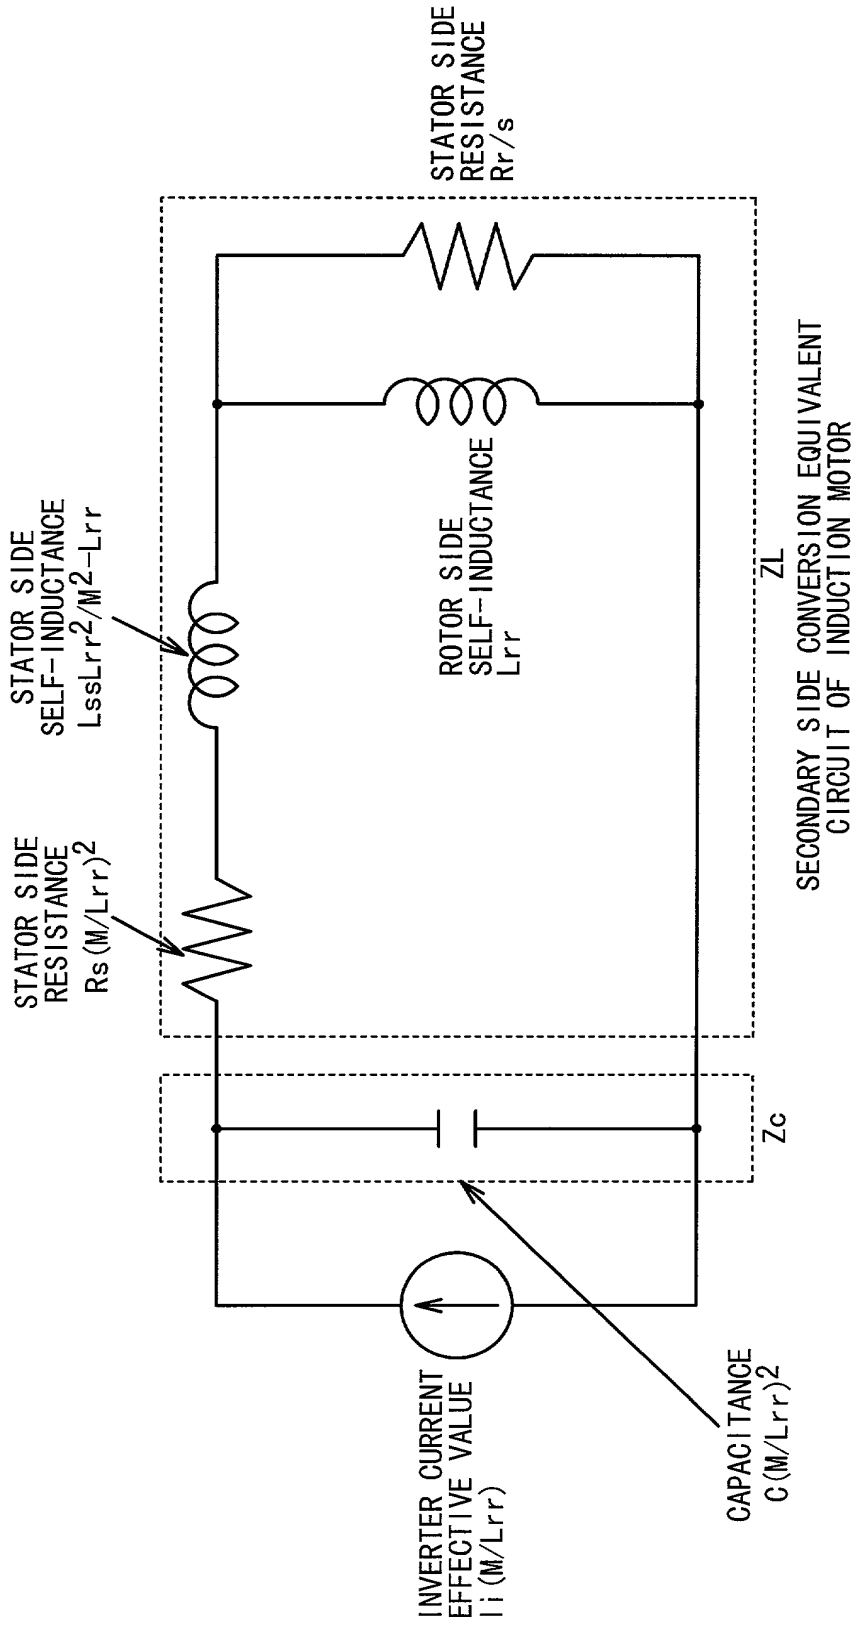 STATOR SIDE
RESISTANCE
Rs(M/Lrr)²
STATOR SIDE
SELF-INDUCTANCE
LssLrr²/M²-Lrr
INVERTER CURRENT
EFFECTIVE VALUE
Ii(M/Lrr)
ROTOR SIDE
SELF-INDUCTANCE
Lrr
STATOR SIDE
RESISTANCE
Rr/s
CAPACITANCE
C(M/Lrr)²
Zc
ZL
SECONDARY SIDE CONVERSION EQUIVALENT
CIRCUIT OF INDUCTION MOTOR